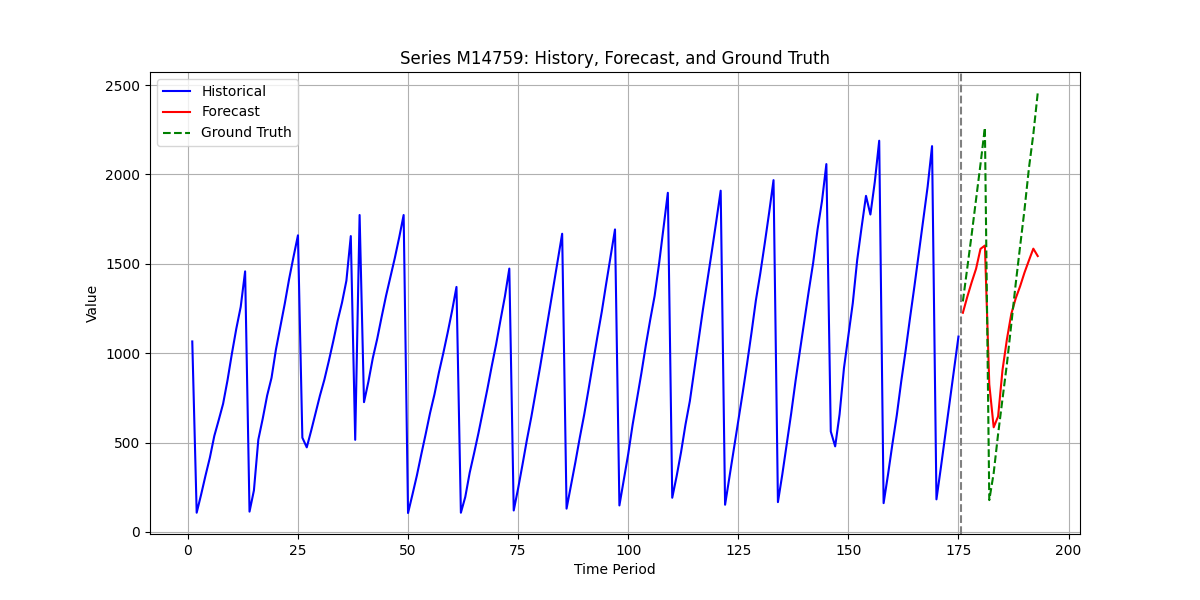 Series M14759: History, Forecast, and Ground Truth
Historical
Forecast
Ground Truth
2500
2000
1500
1000
500
0
Value
0 25 50 75 100 125 150 175 200
Time Period